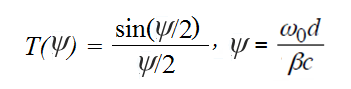 T(ψ) = sin(ψ/2) / ψ/2, ψ = ω₀d / βc